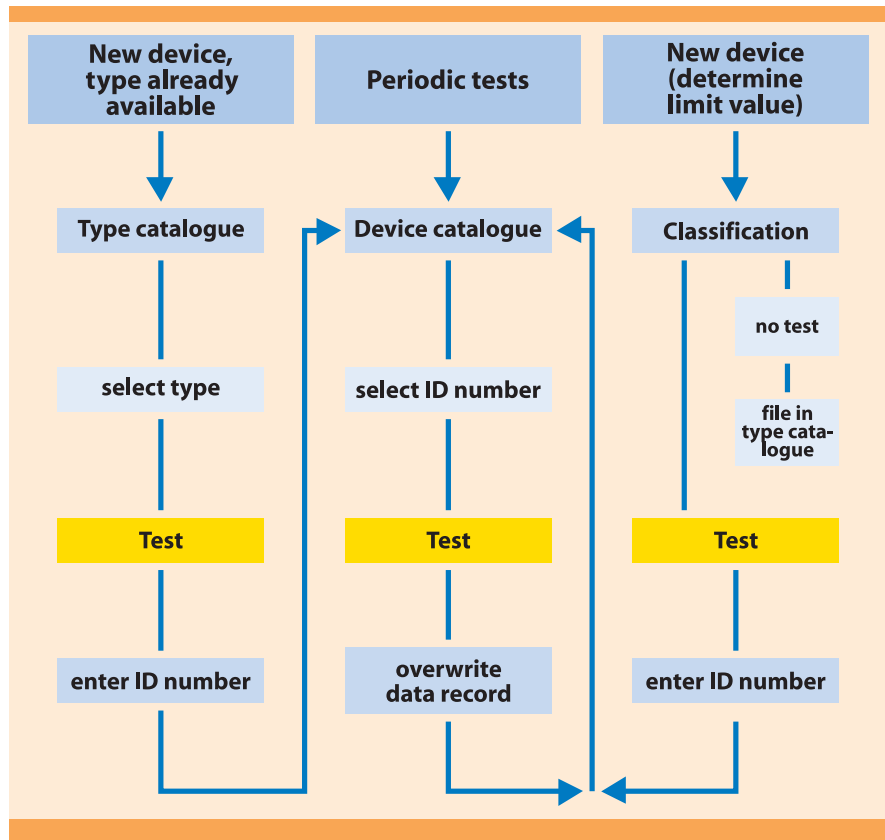 New device,
type already
available
Type catalogue
select type
Test
enter ID number
Periodic tests
Device catalogue
select ID number
Test
overwrite
data record
New device
(determine
limit value)
Classification
no test
file in
type cata-
logue
Test
enter ID number